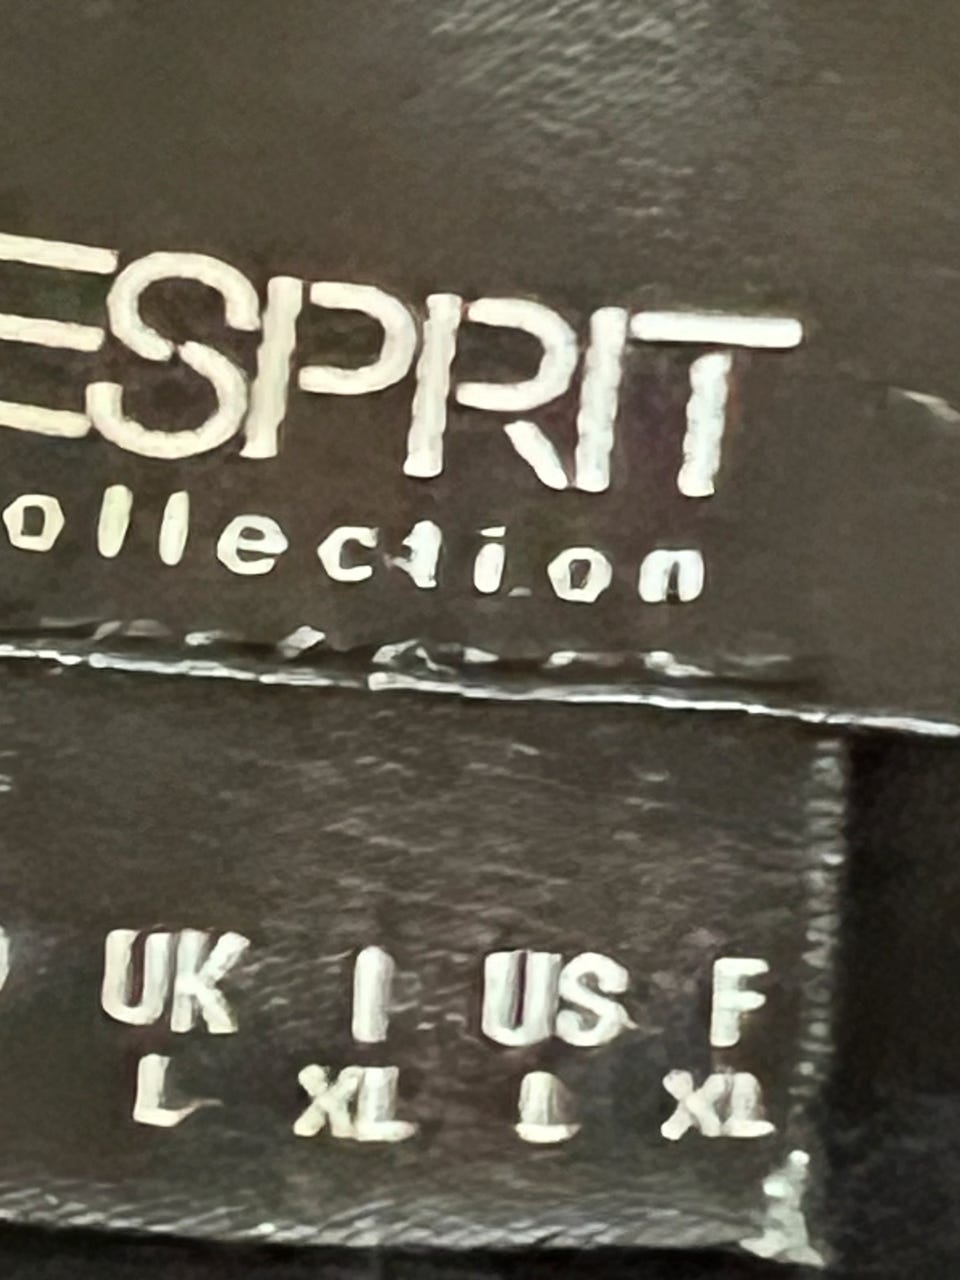 ESPRIT
ollection
UK I US F
L XL L XL